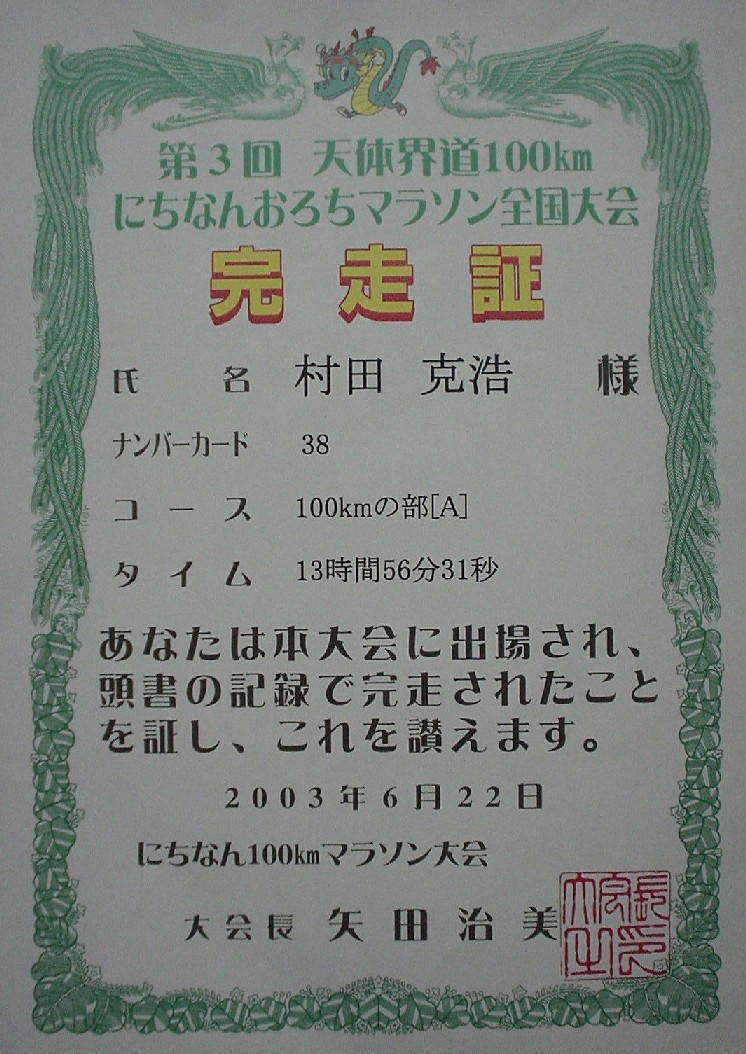 第3回 天体界道100km
にちなんおろちマラソン全国大会
完走証
氏名 村田 克浩 様
ナンバーカード 38
コース 100kmの部[A]
タイム 13時間56分31秒
あなたは本大会に出場され、
頭書の記録で完走されたこと
を証し、これを讃えます。
2003年6月22日
にちなん100kmマラソン大会
大会長 矢田治美